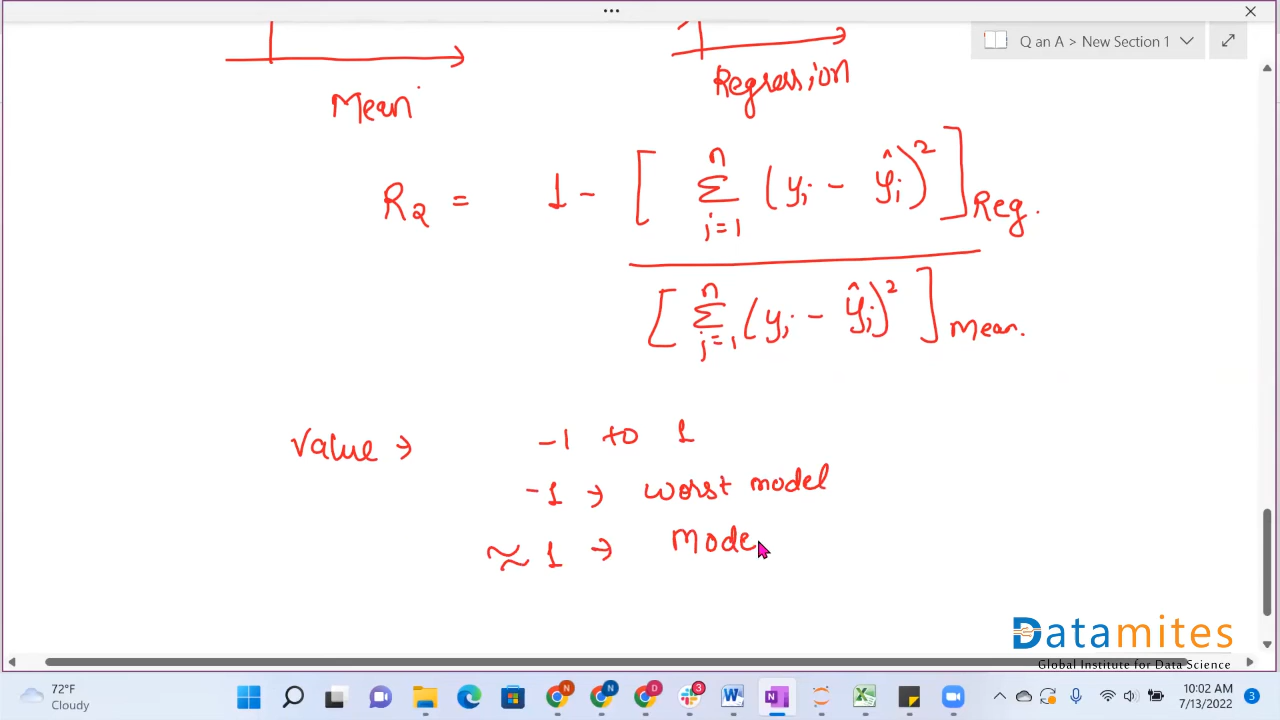 Q an A > New Section 1
Mean
Regression
R2 = 1 - [ n Σ i=1 (yi - ŷi)² ] Reg.
[ n Σ i=1 (yi - ŷi)² ] Mean.
Value → -1 to 1
-1 → worst model
≈ 1 → Mode
Datamites
Global Institute for Data Science
72°F
Cloudy
10:02 AM
7/13/2022